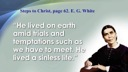 Steps to Christ, page 62, E. G. White
"He lived on earth
amid trials and
temptations such as
we have to meet. He
lived a sinless life."